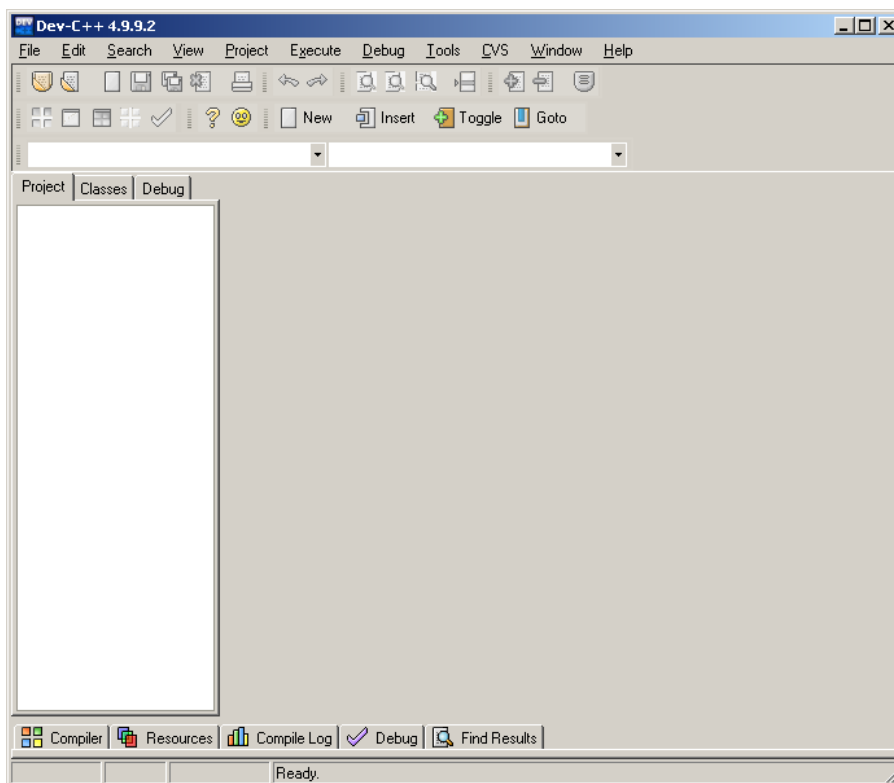 Dev-C++ 4.9.9.2
File Edit Search View Project Execute Debug Tools CVS Window Help
New Insert Toggle Goto
Project Classes Debug
Compiler Resources Compile Log Debug Find Results
Ready.